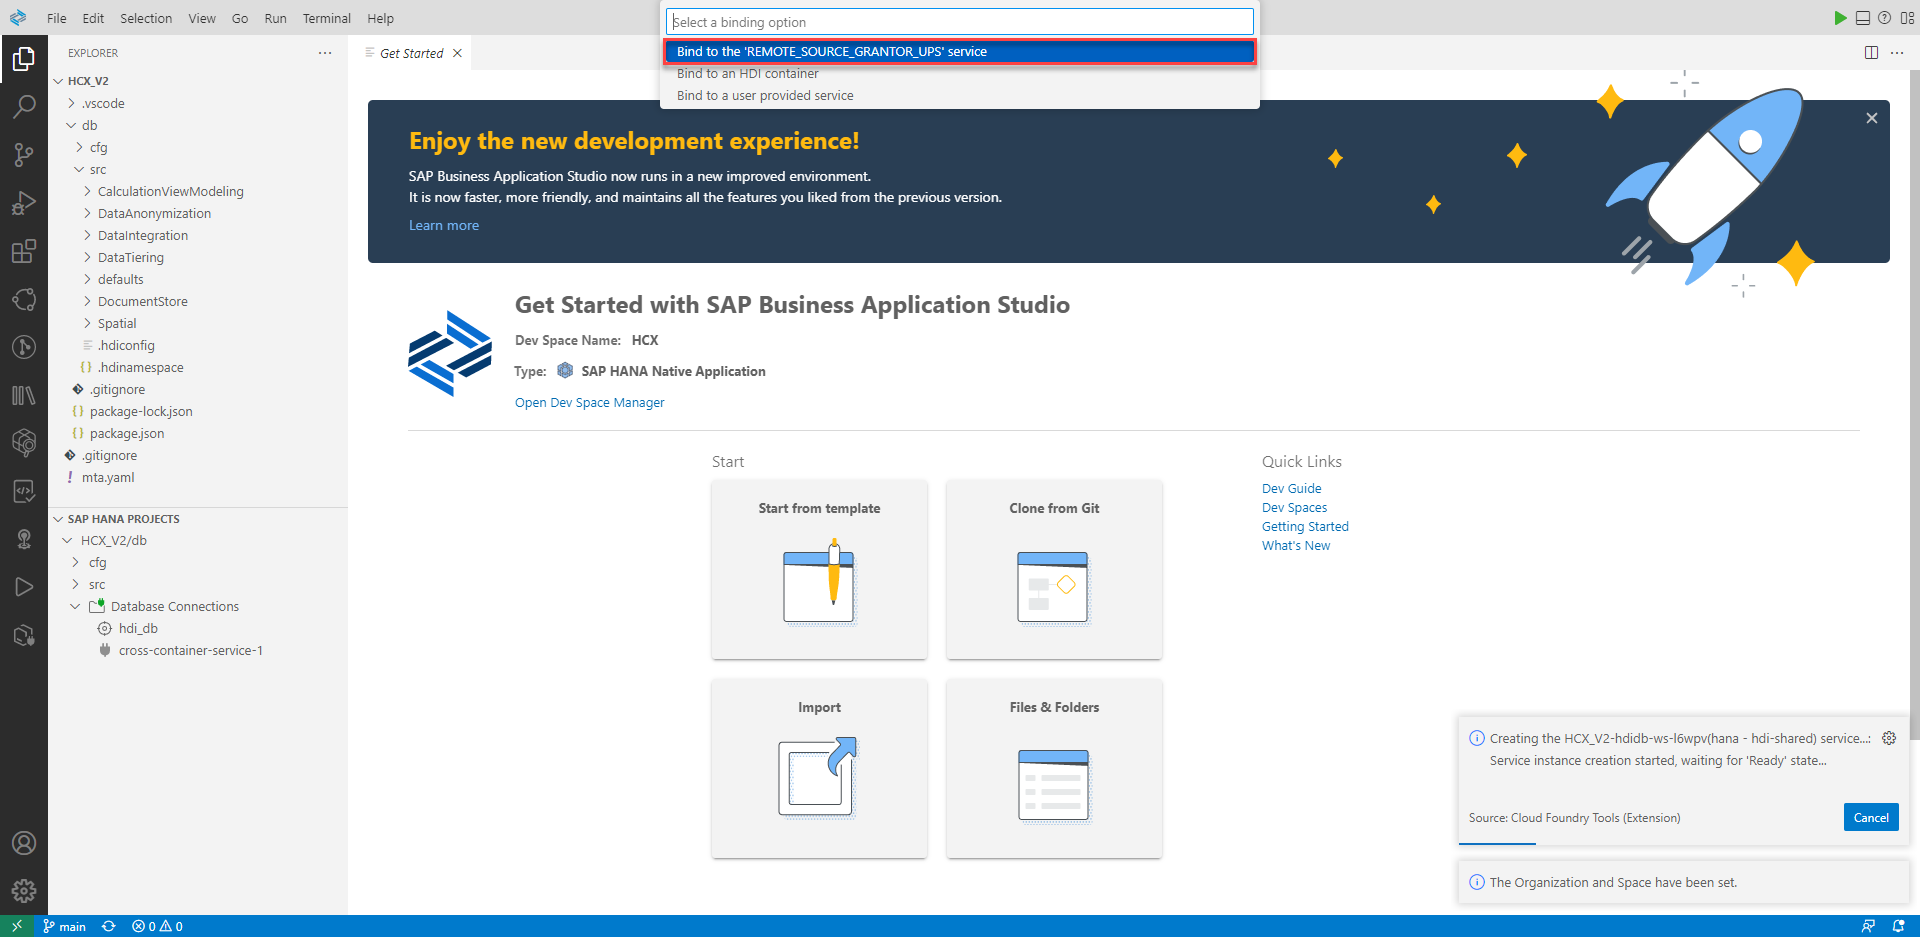 File Edit Selection View Go Run Terminal Help
Select a binding option
Bind to the 'REMOTE_SOURCE_GRANTOR_UPS' service
Bind to an HDI container
Bind to a user provided service
EXPLORER
HCX_V2
.vscode
db
cfg
src
CalculationViewModeling
DataAnonymization
DataIntegration
DataTiering
defaults
DocumentStore
Spatial
.hdiconfig
{} .hdinamespace
.gitignore
{} package-lock.json
{} package.json
.gitignore
! mta.yaml
SAP HANA PROJECTS
HCX_V2/db
cfg
src
Database Connections
hdi_db
cross-container-service-1
Get Started
Enjoy the new development experience!
SAP Business Application Studio now runs in a new improved environment.
It is now faster, more friendly, and maintains all the features you liked from the previous version.
Learn more
Get Started with SAP Business Application Studio
Dev Space Name: HCX
Type: SAP HANA Native Application
Open Dev Space Manager
Start
Start from template
Clone from Git
Import
Files & Folders
Quick Links
Dev Guide
Dev Spaces
Getting Started
What's New
Creating the HCX_V2-hdidb-ws-l6wpv(hana - hdi-shared) service...:
Service instance creation started, waiting for 'Ready' state...
Source: Cloud Foundry Tools (Extension)
Cancel
The Organization and Space have been set.
main 0 0